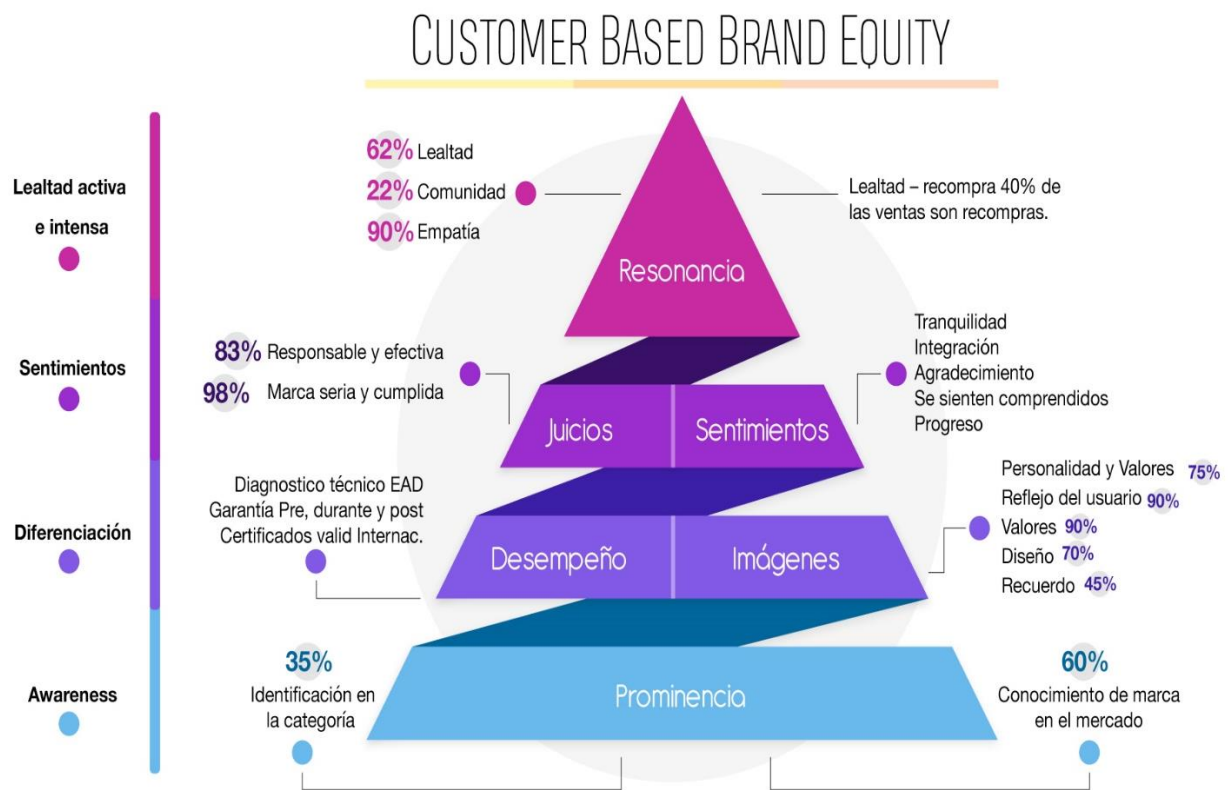 CUSTOMER BASED BRAND EQUITY
Lealtad activa
e intensa
62% Lealtad
22% Comunidad
90% Empatía
Resonancia
Lealtad – recompra 40% de
las ventas son recompras.
Sentimientos
83% Responsable y efectiva
98% Marca seria y cumplida
Juicios
Sentimientos
Tranquilidad
Integración
Agradecimiento
Se sienten comprendidos
Progreso
Diferenciación
Diagnostico técnico EAD
Garantía Pre, durante y post
Certificados valid Internac.
Desempeño
Imágenes
Personalidad y Valores 75%
Reflejo del usuario 90%
Valores 90%
Diseño 70%
Recuerdo 45%
Awareness
35%
Identificación en
la categoría
Prominencia
60%
Conocimiento de marca
en el mercado